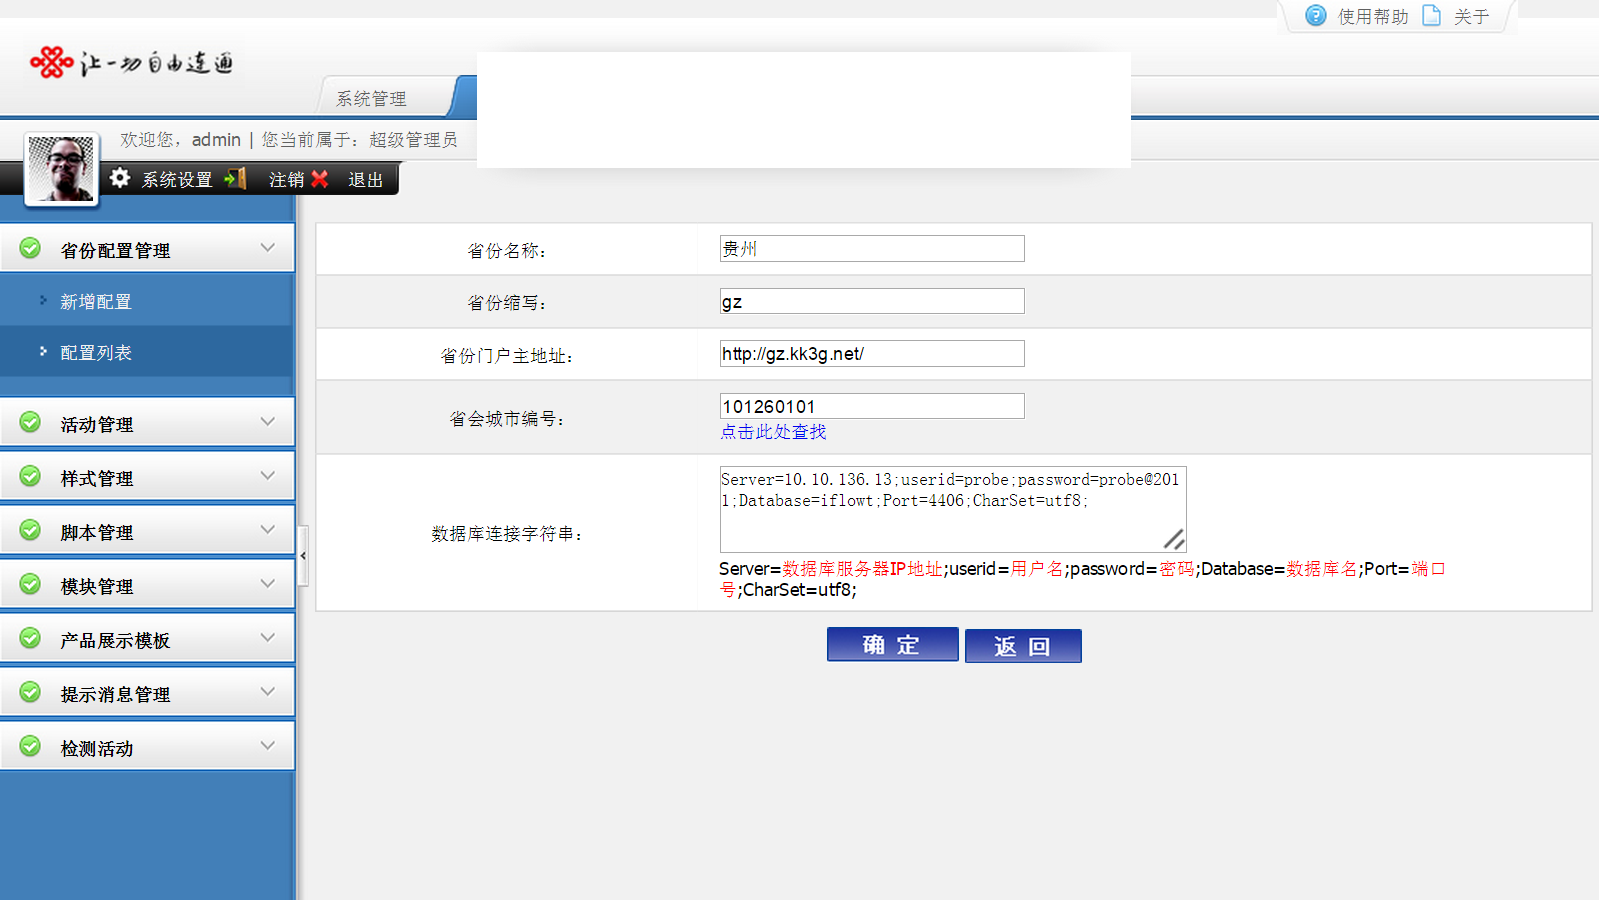 使用帮助 关于
让一切自由连通
系统管理
欢迎您，admin | 您当前属于：超级管理员
系统设置 注销 退出
省份配置管理
新增配置
配置列表
活动管理
样式管理
脚本管理
模块管理
产品展示模板
提示消息管理
检测活动
省份名称：
贵州
省份缩写：
gz
省份门户主地址：
http://gz.kk3g.net/
省会城市编号：
101260101
点击此处查找
数据库连接字符串：
Server=10.10.136.13;userid=probe;password=probe@201
1;Database=iflowt;Port=4406;CharSet=utf8;
Server=数据库服务器IP地址;userid=用户名;password=密码;Database=数据库名;Port=端口
号;CharSet=utf8;
确 定
返 回